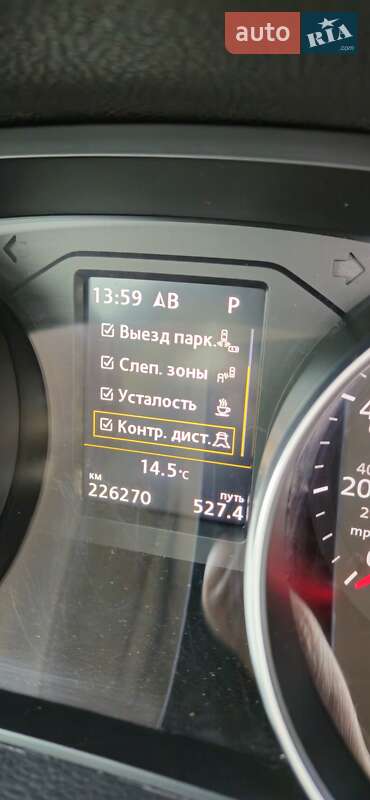 auto RIA .com
13:59 AB P
Выезд парк.
Слеп. зоны
Усталость
Контр. дист.
14.5°C
км путь
226270 527.4